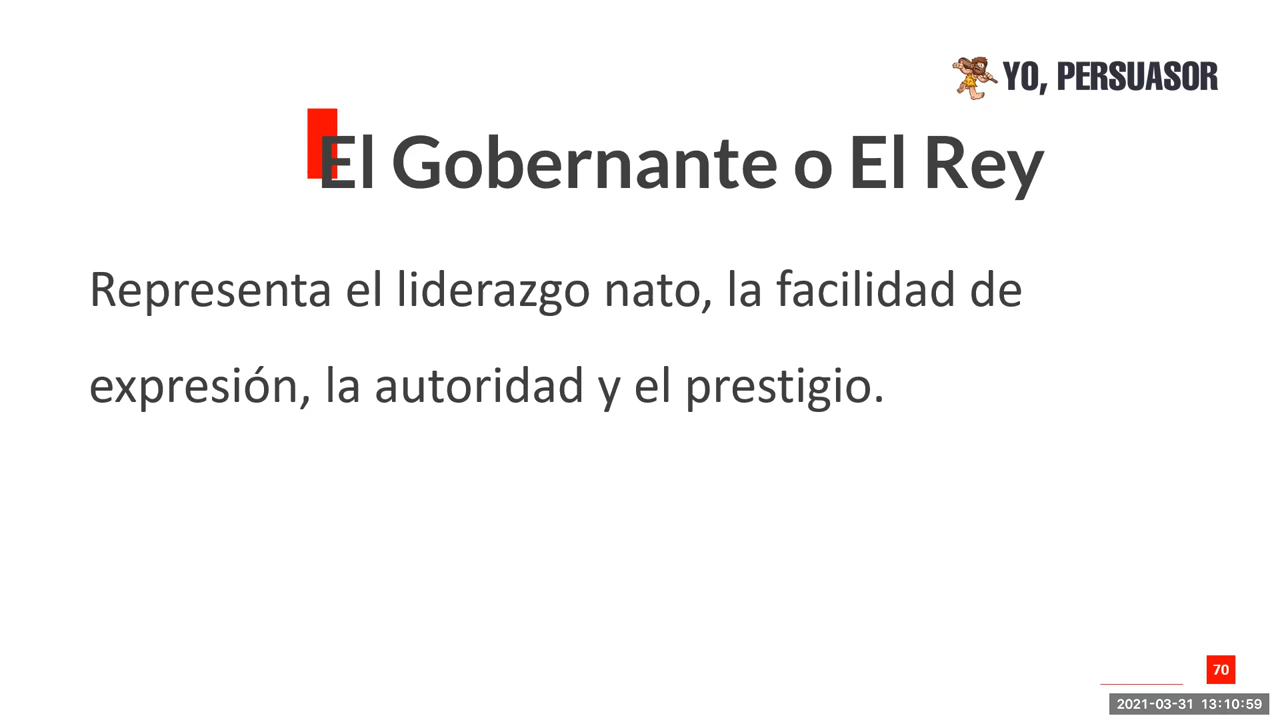 YO, PERSUASOR
El Gobernante o El Rey
Representa el liderazgo nato, la facilidad de
expresión, la autoridad y el prestigio.
70
2021-03-31 13:10:59